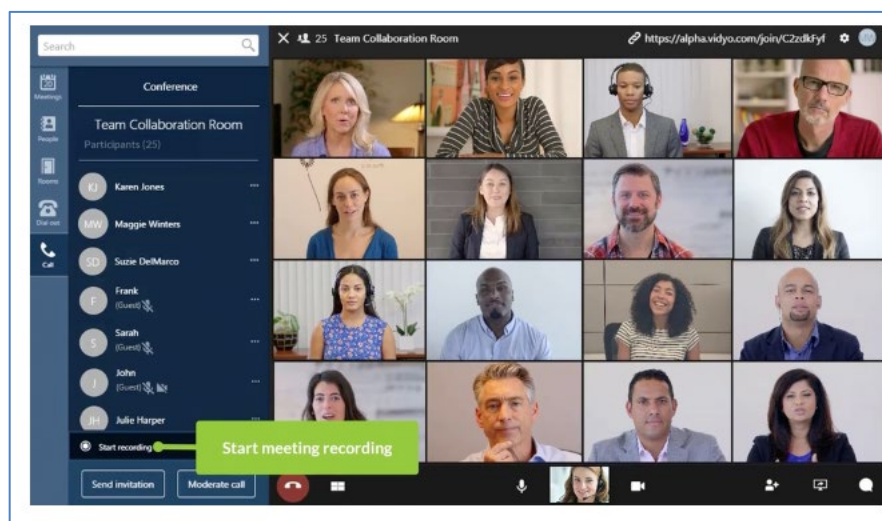 Search
25 Team Collaboration Room
https://alpha.vidyo.com/join/C2zdkFyf
Meetings
People
Rooms
Dial out
Call
Conference
Team Collaboration Room
Participants (25)
KJ Karen Jones
MW Maggie Winters
SD Suzie DelMarco
F Frank
(Guest)
S Sarah
(Guest)
J John
(Guest)
JH Julie Harper
Start recording
Start meeting recording
Send invitation
Moderate call